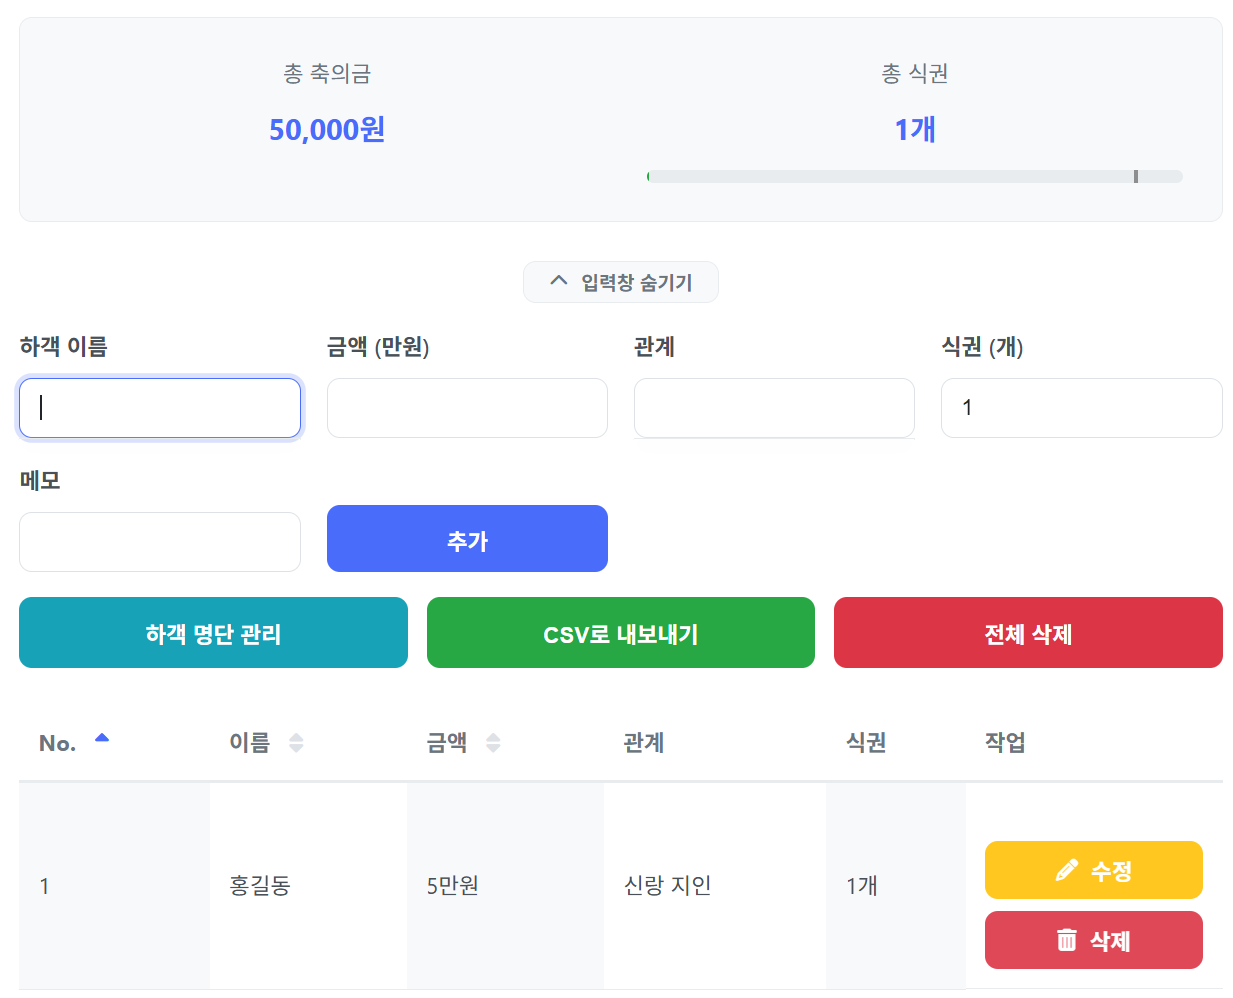 총 축의금
50,000원
총 식권
1개
입력창 숨기기
하객 이름
금액 (만원)
관계
식권 (개)
1
메모
추가
하객 명단 관리
CSV로 내보내기
전체 삭제
No. 이름 금액 관계 식권 작업
1 홍길동 5만원 신랑 지인 1개
수정
삭제